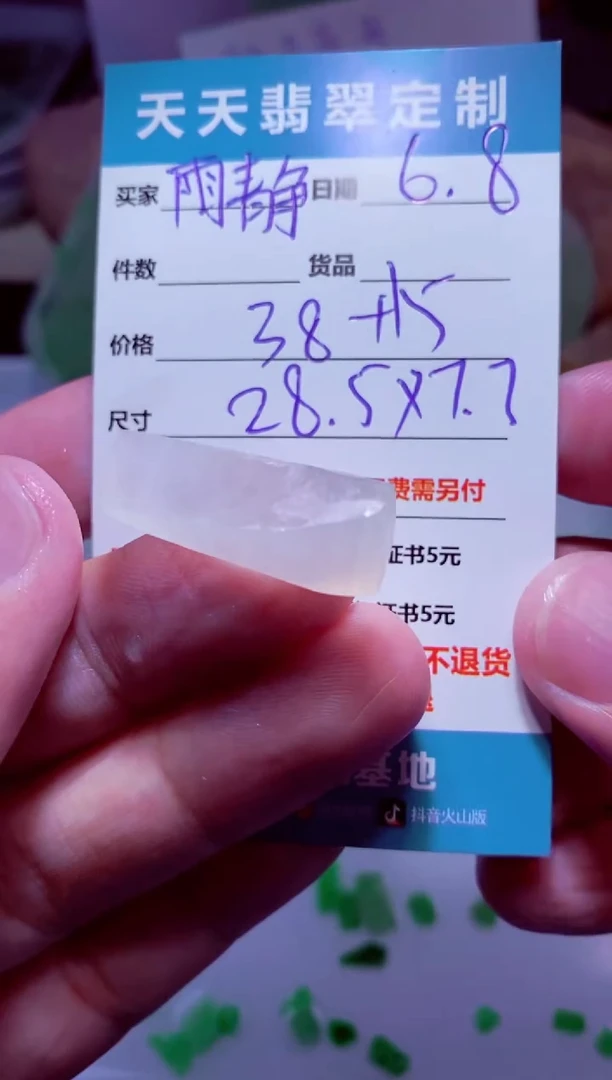 天天翡翠定制
买家 雨静 日期 6.8
件数 货品
价格 38+15
尺寸 28.5x7.7
费需另付
证书5元
证书5元
不退货
基地
抖音火山版